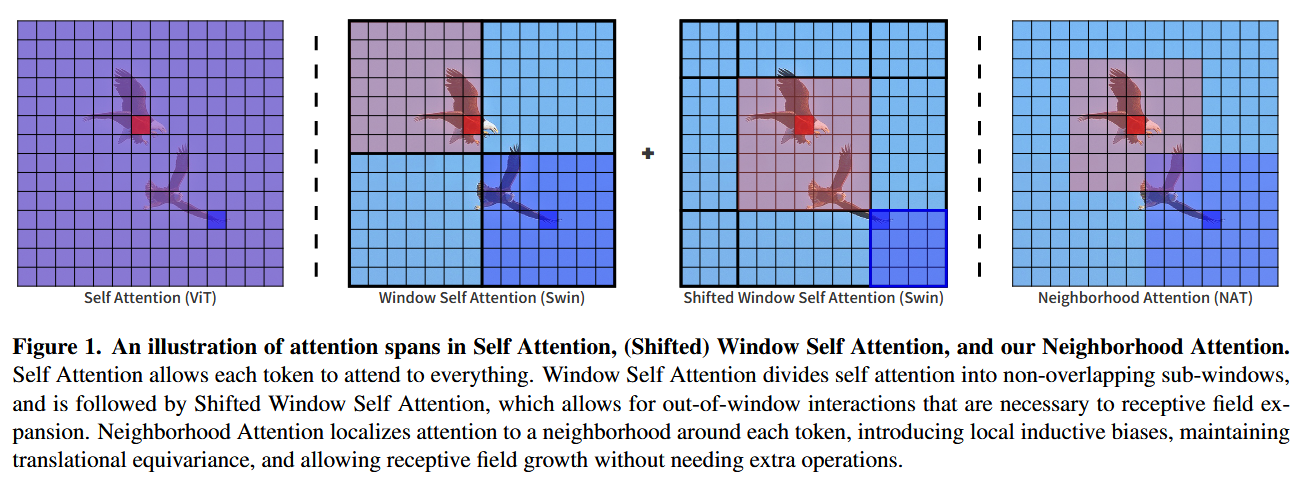 Self Attention (ViT)
Window Self Attention (Swin)
+
Shifted Window Self Attention (Swin)
Neighborhood Attention (NAT)
Figure 1. An illustration of attention spans in Self Attention, (Shifted) Window Self Attention, and our Neighborhood Attention.
Self Attention allows each token to attend to everything. Window Self Attention divides self attention into non-overlapping sub-windows,
and is followed by Shifted Window Self Attention, which allows for out-of-window interactions that are necessary to receptive field ex-
pansion. Neighborhood Attention localizes attention to a neighborhood around each token, introducing local inductive biases, maintaining
translational equivariance, and allowing receptive field growth without needing extra operations.